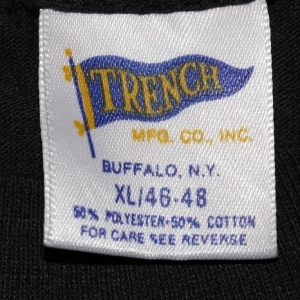 TRENCH
MFG. CO., INC.
BUFFALO, N.Y.
XL/46-48
50% POLYESTER-50% COTTON
FOR CARE SEE REVERSE